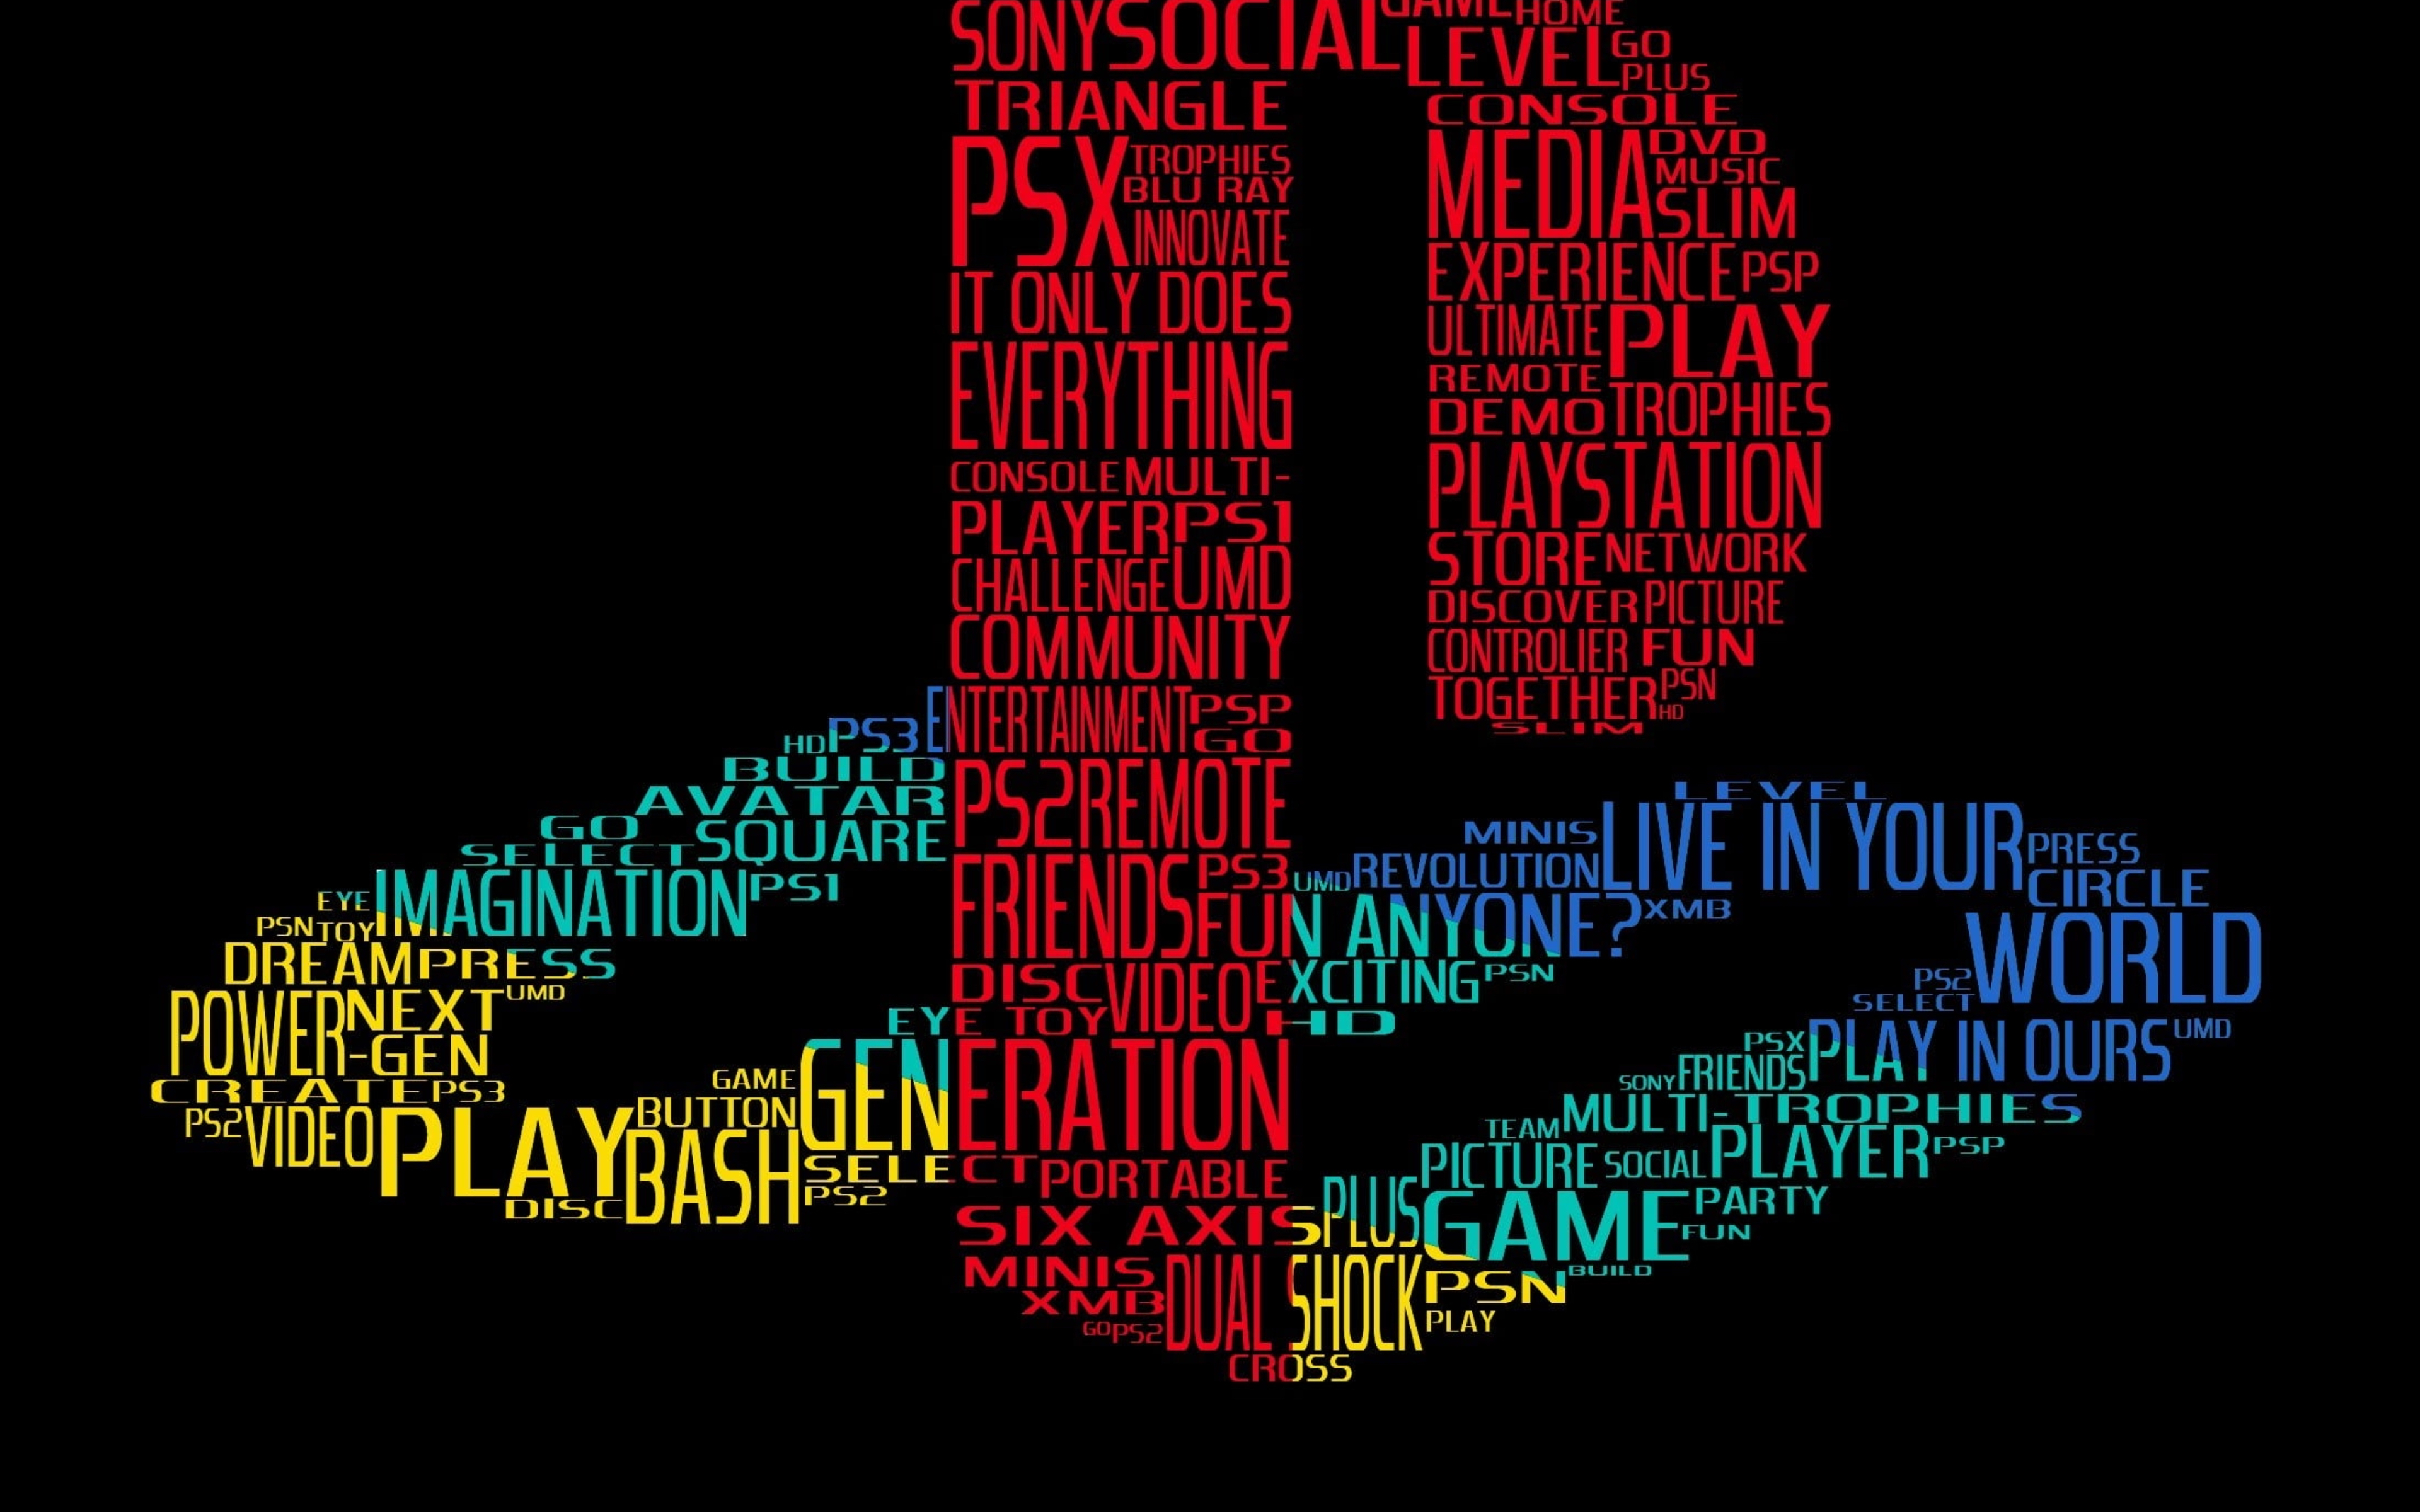 SONY SOCIAL GAME HOME
LEVEL GO
PLUS
TRIANGLE
CONSOLE
PSX TROPHIES
BLU RAY
INNOVATE
MEDIA DVD
MUSIC
SLIM
IT ONLY DOES
EXPERIENCE PSP
EVERYTHING
ULTIMATE PLAY
REMOTE
DEMO TROPHIES
CONSOLE MULTI-
PLAYER PS1
PLAYSTATION
CHALLENGE UMD
STORE NETWORK
COMMUNITY
DISCOVER PICTURE
CONTROLIER FUN
ENTERTAINMENT PSP
GO
TOGETHER PSN
HD
SLIM
HD PS3
BUILD
AVATAR
GO SQUARE
SELECT
PS2 REMOTE
EYE IMAGINATION PS1
PSN TOY
FRIENDS PS3
FUN ANYONE? XMB
UMD REVOLUTION
MINIS LIVE IN YOUR
LEVEL
PRESS
CIRCLE
DREAM PRESS
DISC VIDEO EXCITING PSN
WORLD
PS2
SELECT
POWER NEXT UMD
-GEN
EYE TOY HD
PSX PLAY IN OURS UMD
CREATE PS3
GAME GENERATION
SONY FRIENDS
PS2 VIDEO PLAY BUTTON
BASH
DISC
TEAM MULTI- TROPHIES
SELECT PORTABLE
PS2
PICTURE SOCIAL PLAYER PSP
SIX AXIS PLUS GAME PARTY
FUN
MINIS
XMB
GO PS2 DUAL SHOCK PSN BUILD
PLAY
CROSS